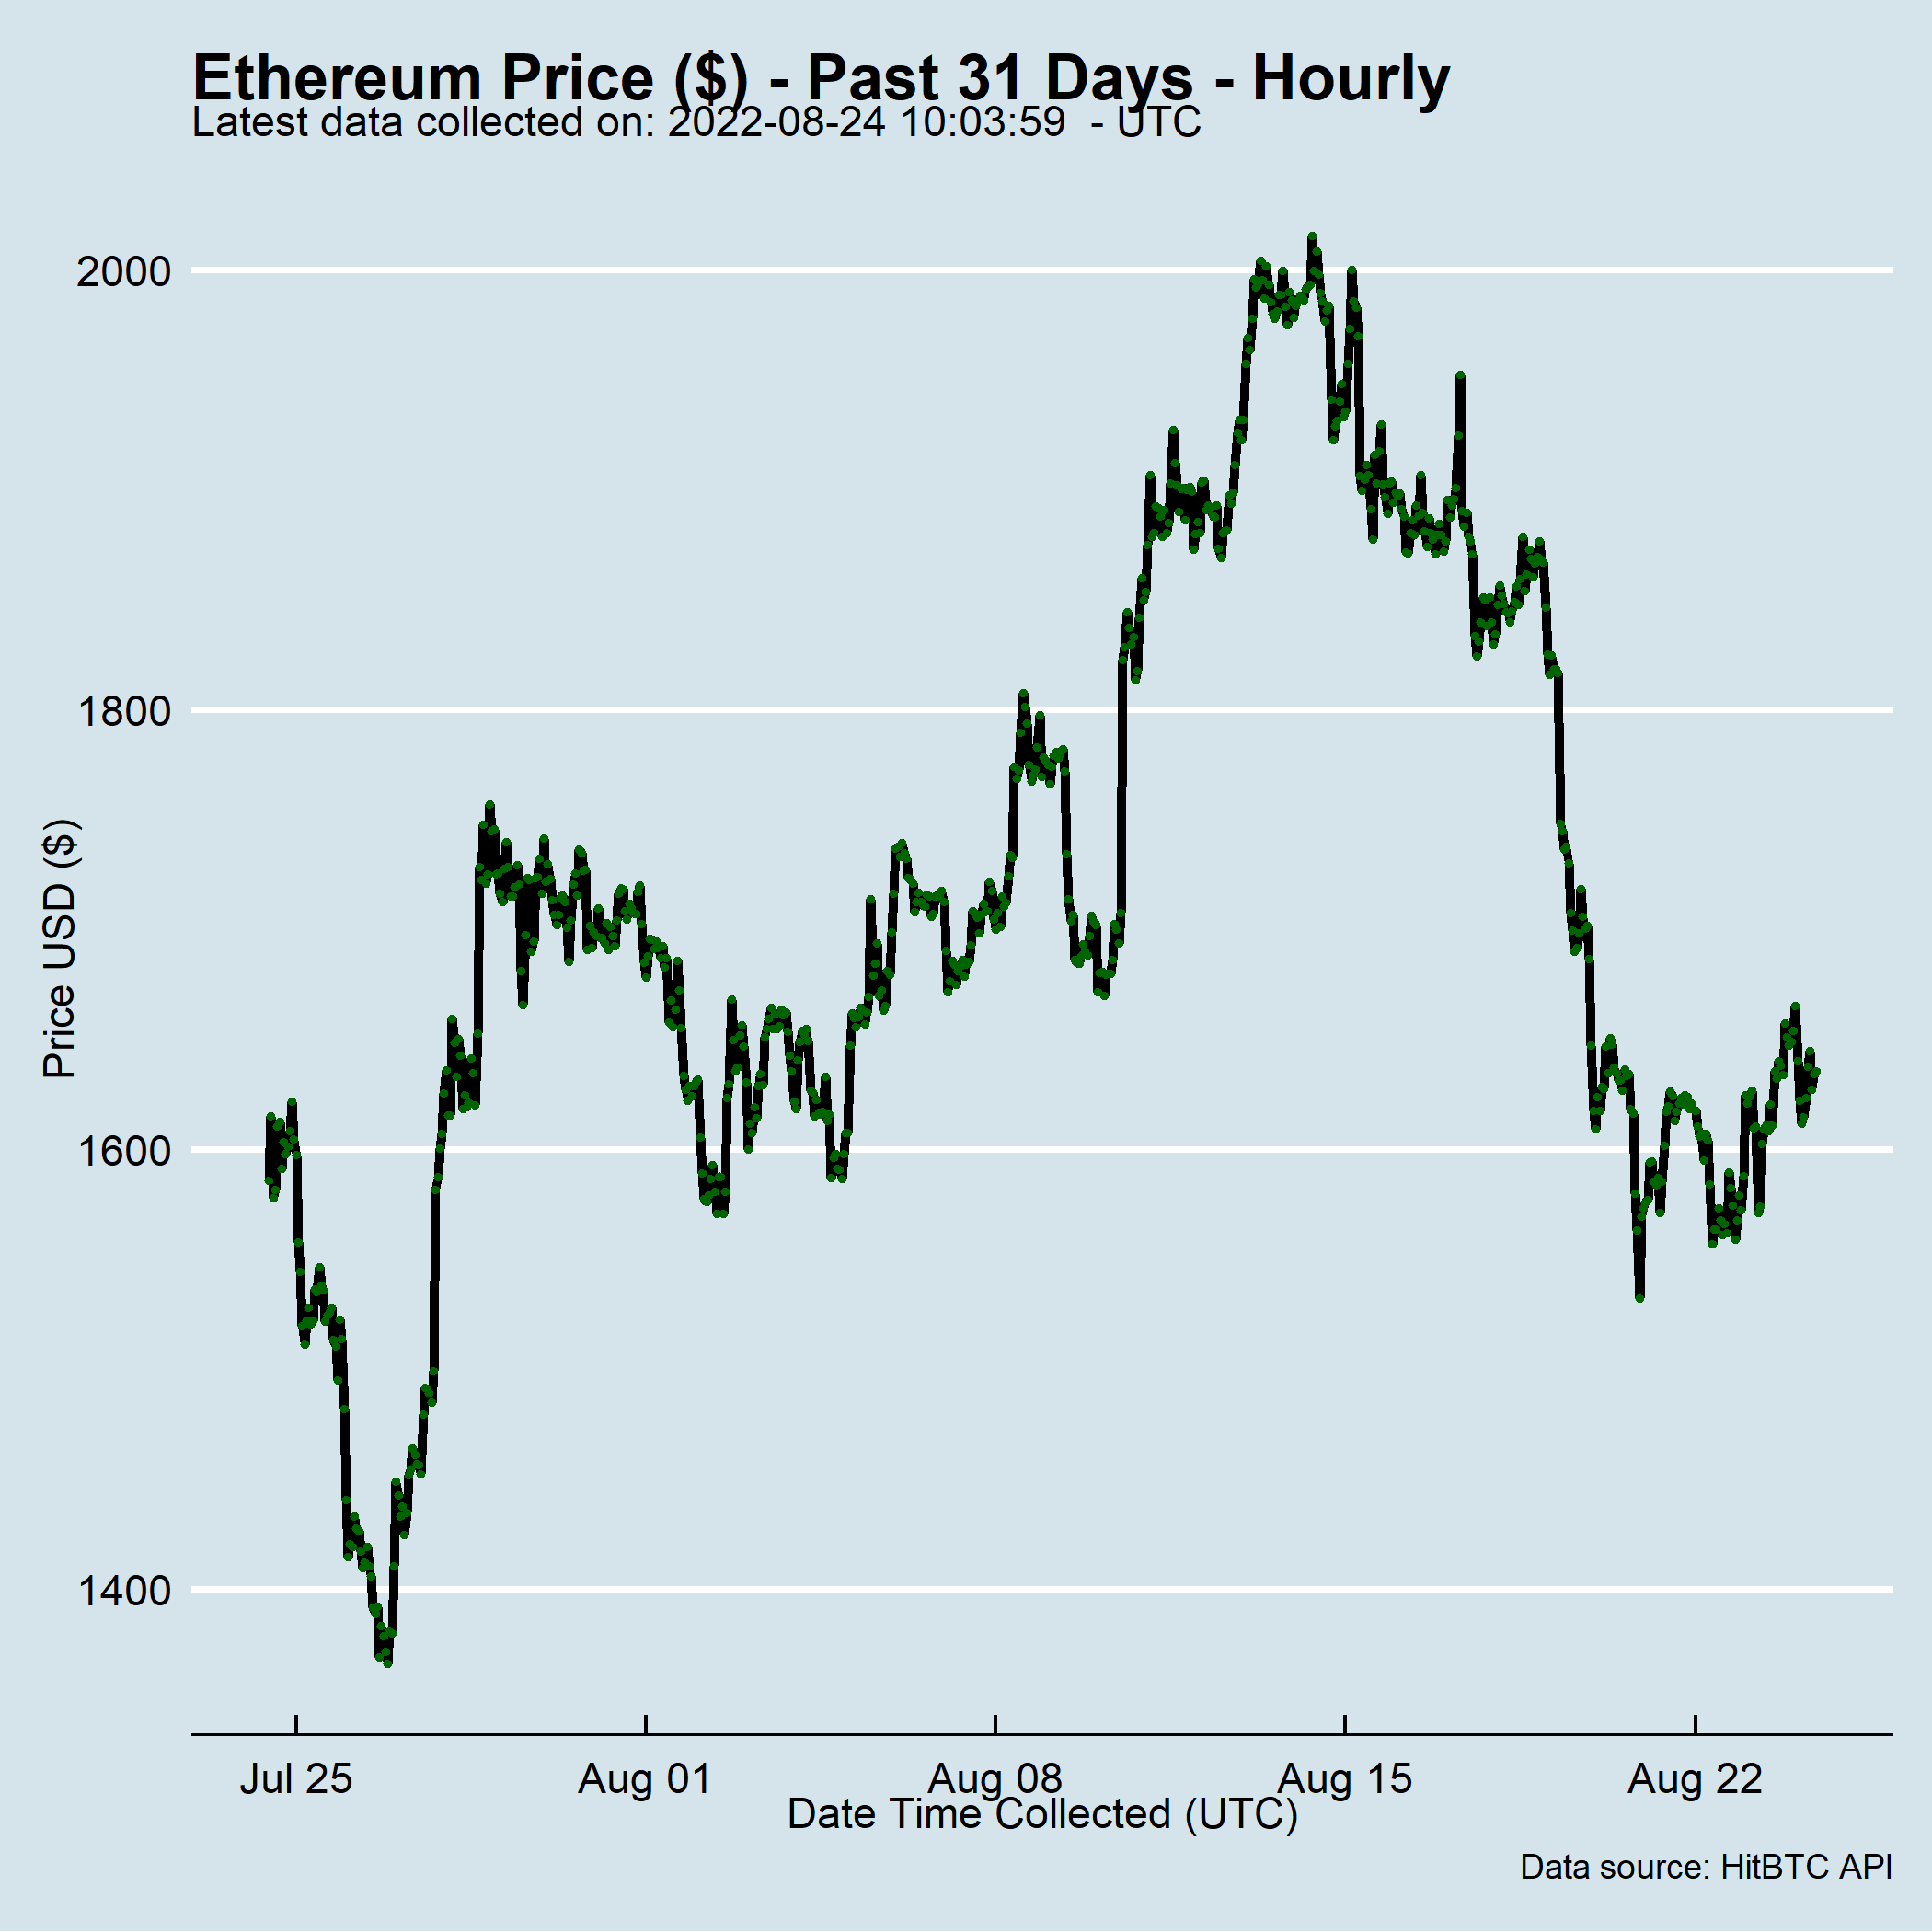 Ethereum Price ($) - Past 31 Days - Hourly
Latest data collected on: 2022-08-24 10:03:59  - UTC
2000
1800
1600
1400
Price USD ($)
Jul 25
Aug 01
Aug 08
Aug 15
Aug 22
Date Time Collected (UTC)
Data source: HitBTC API